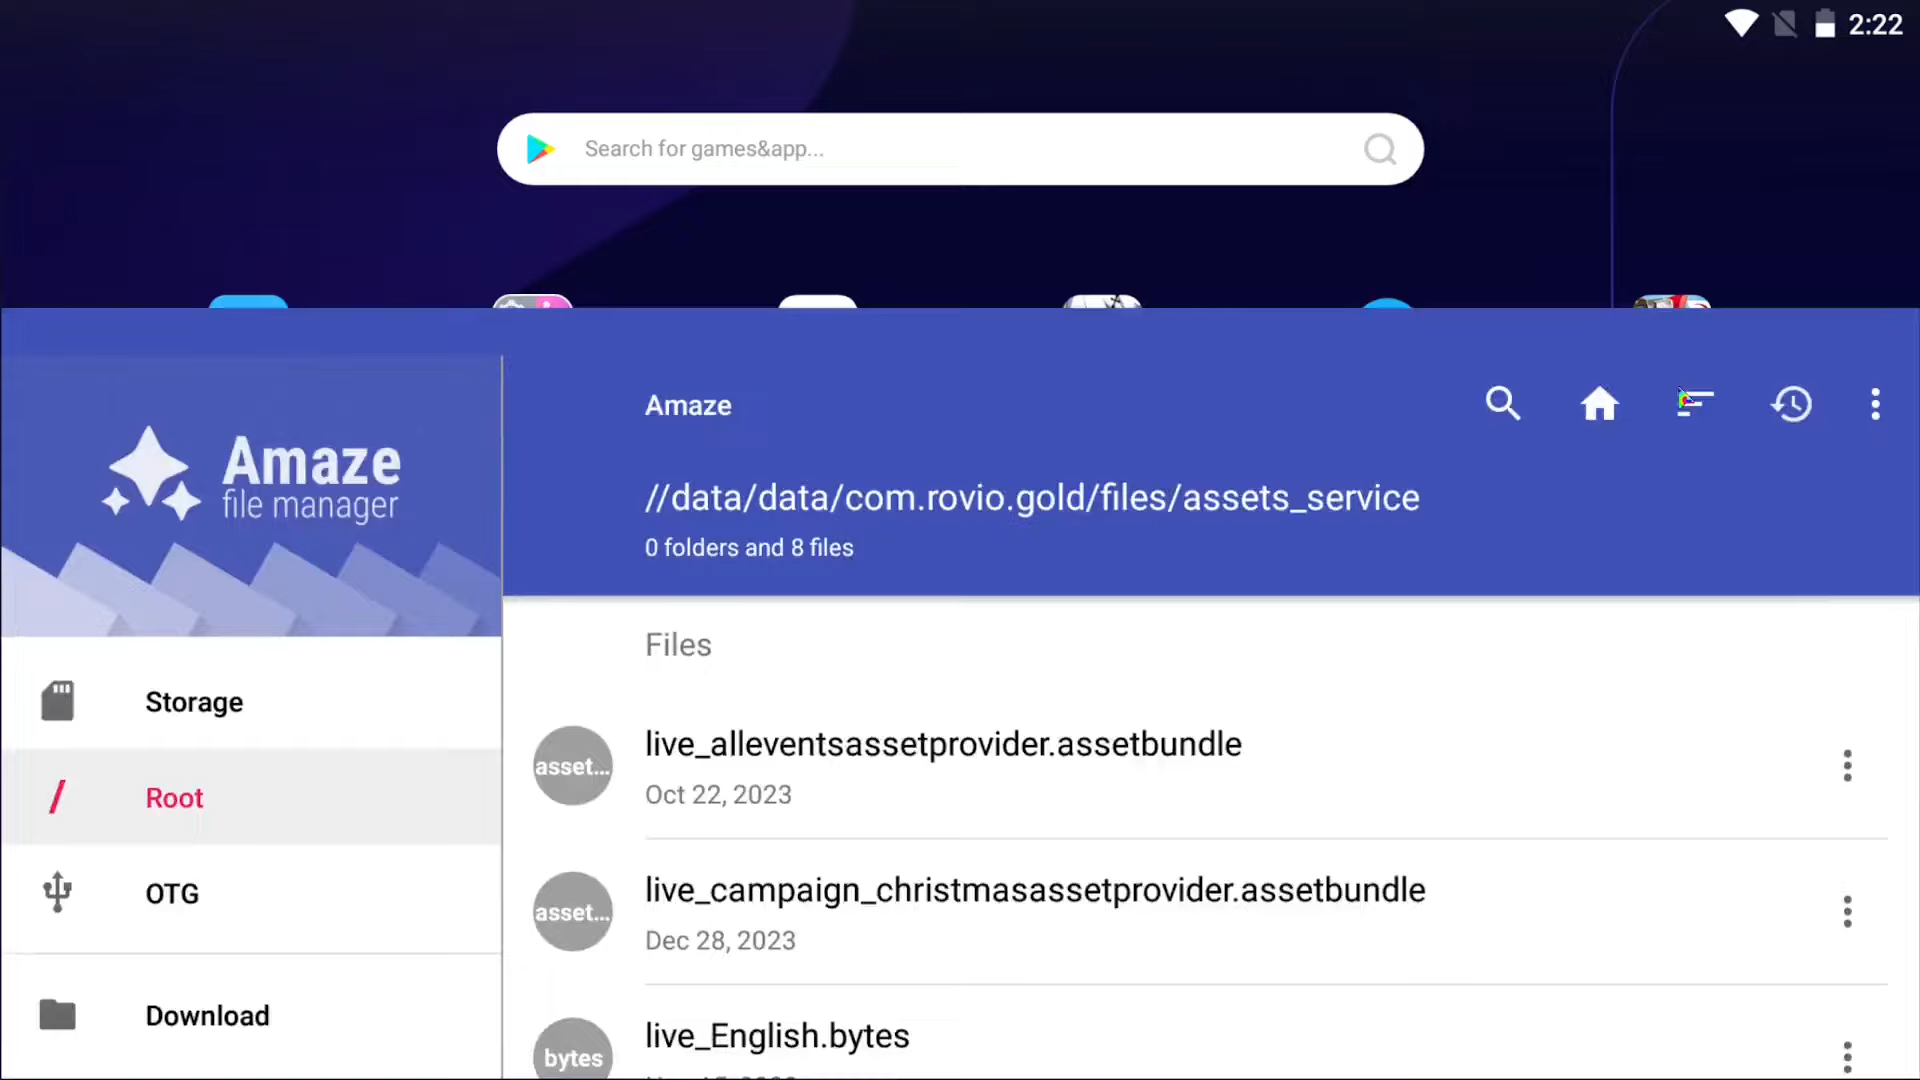 2:22
Search for games&app...
Amaze
file manager
Amaze
//data/data/com.rovio.gold/files/assets_service
0 folders and 8 files
Storage
Root
OTG
Download
Files
asset...
live_alleventsassetprovider.assetbundle
Oct 22, 2023
asset...
live_campaign_christmasassetprovider.assetbundle
Dec 28, 2023
bytes
live_English.bytes